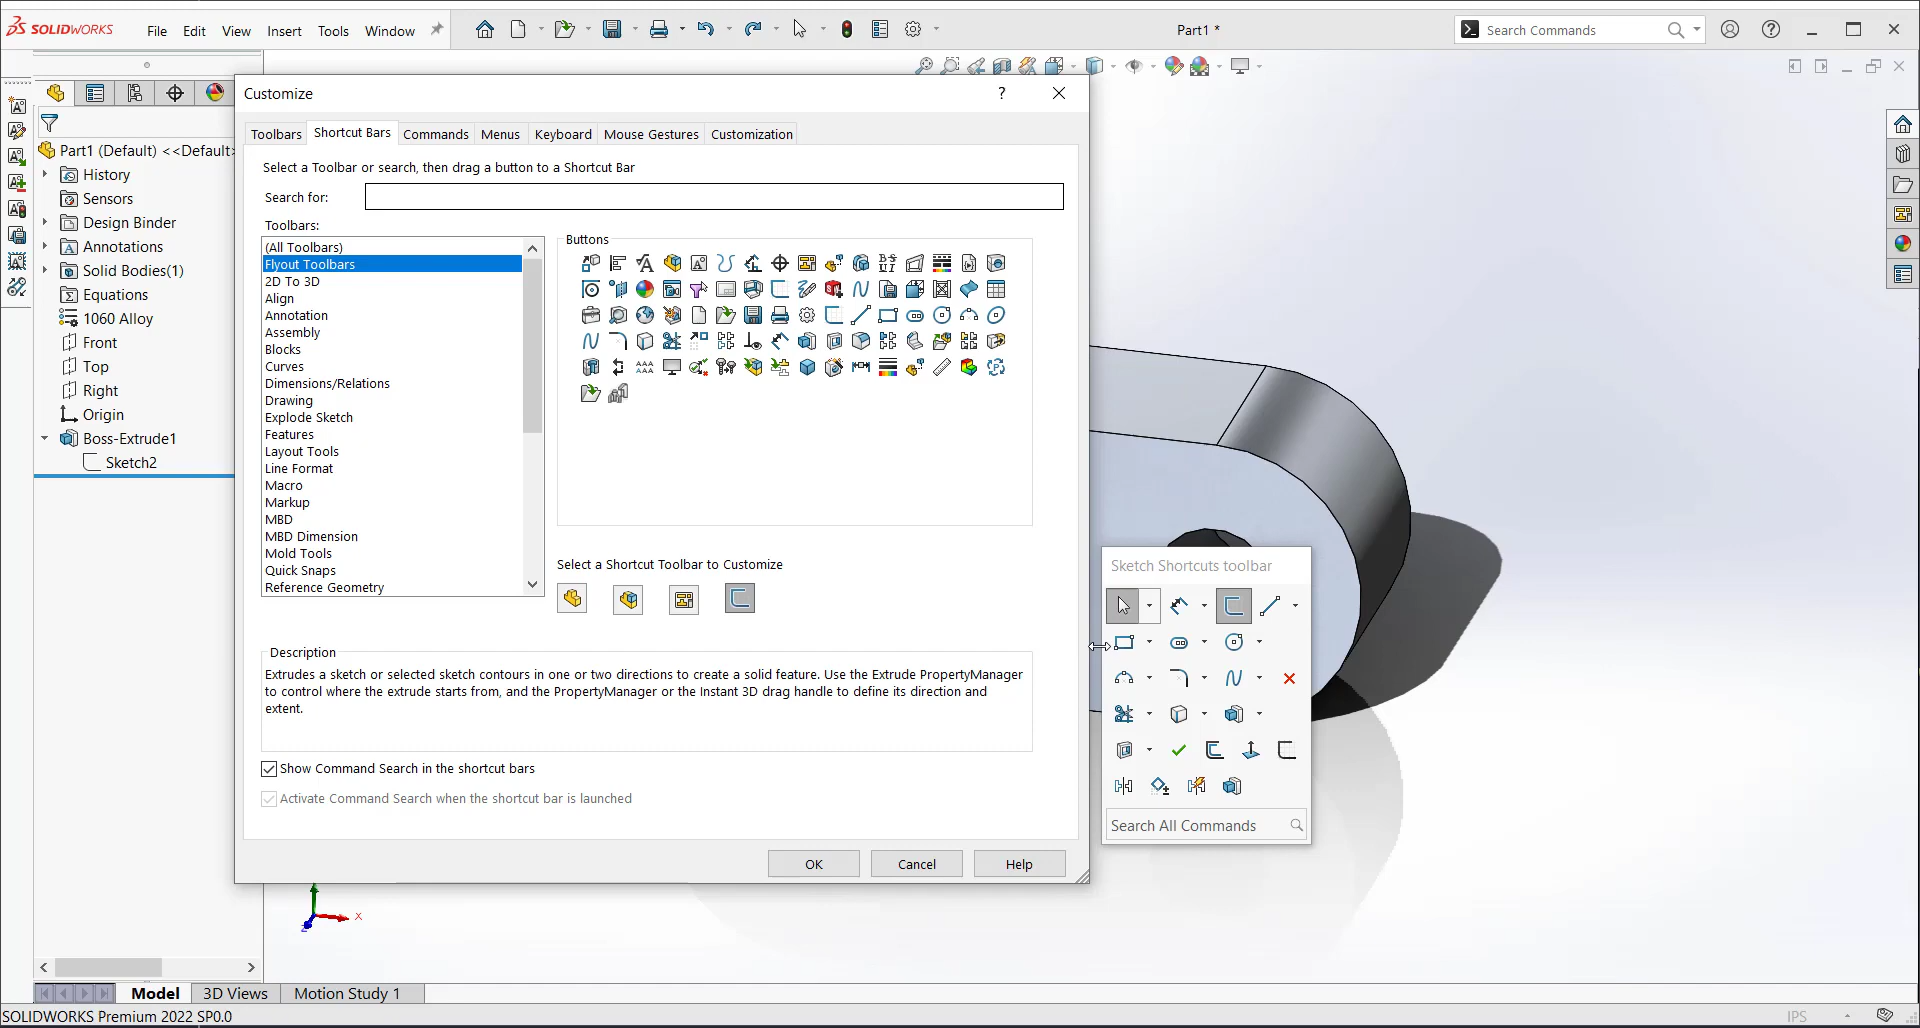 SOLIDWORKS
File Edit View Insert Tools Window
Part1 *
Search Commands
Customize
Toolbars Shortcut Bars Commands Menus Keyboard Mouse Gestures Customization
Select a Toolbar or search, then drag a button to a Shortcut Bar
Search for:
Toolbars:
(All Toolbars)
Flyout Toolbars
2D To 3D
Align
Annotation
Assembly
Blocks
Curves
Dimensions/Relations
Drawing
Explode Sketch
Features
Layout Tools
Line Format
Macro
Markup
MBD
MBD Dimension
Mold Tools
Quick Snaps
Reference Geometry
Buttons
Select a Shortcut Toolbar to Customize
Description
Extrudes a sketch or selected sketch contours in one or two directions to create a solid feature. Use the Extrude PropertyManager
to control where the extrude starts from, and the PropertyManager or the Instant 3D drag handle to define its direction and
extent.
Show Command Search in the shortcut bars
Activate Command Search when the shortcut bar is launched
OK Cancel Help
Part1 (Default) <<Default>
History
Sensors
Design Binder
Annotations
Solid Bodies(1)
Equations
1060 Alloy
Front
Top
Right
Origin
Boss-Extrude1
Sketch2
Sketch Shortcuts toolbar
Search All Commands
X
Z
Model 3D Views Motion Study 1
SOLIDWORKS Premium 2022 SP0.0
IPS